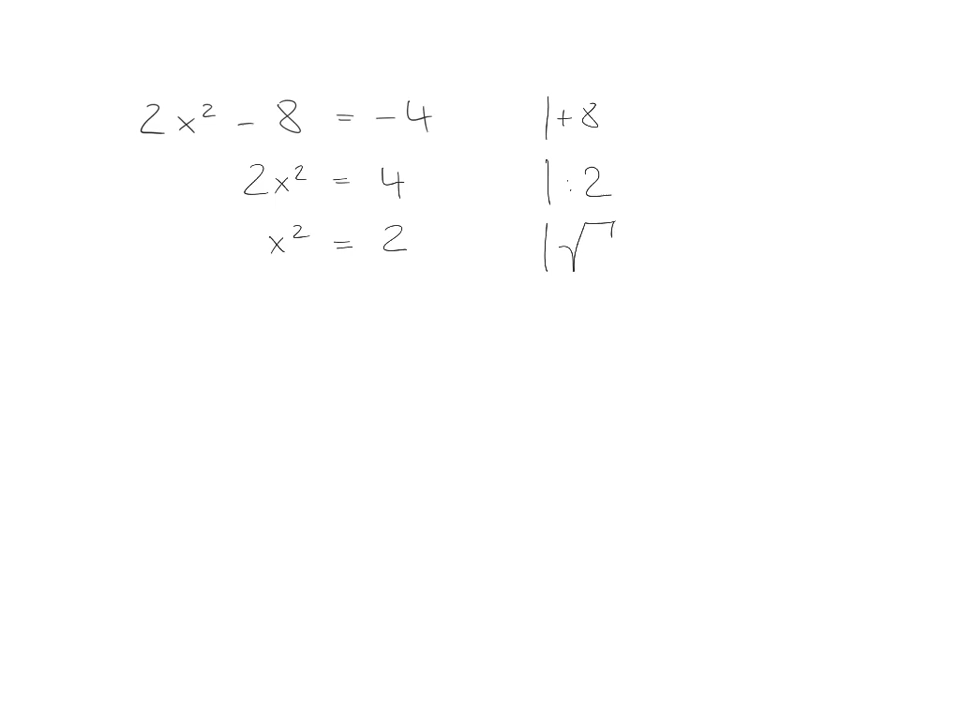 2x² - 8 = -4 |+8
2x² = 4 |:2
x² = 2 |√